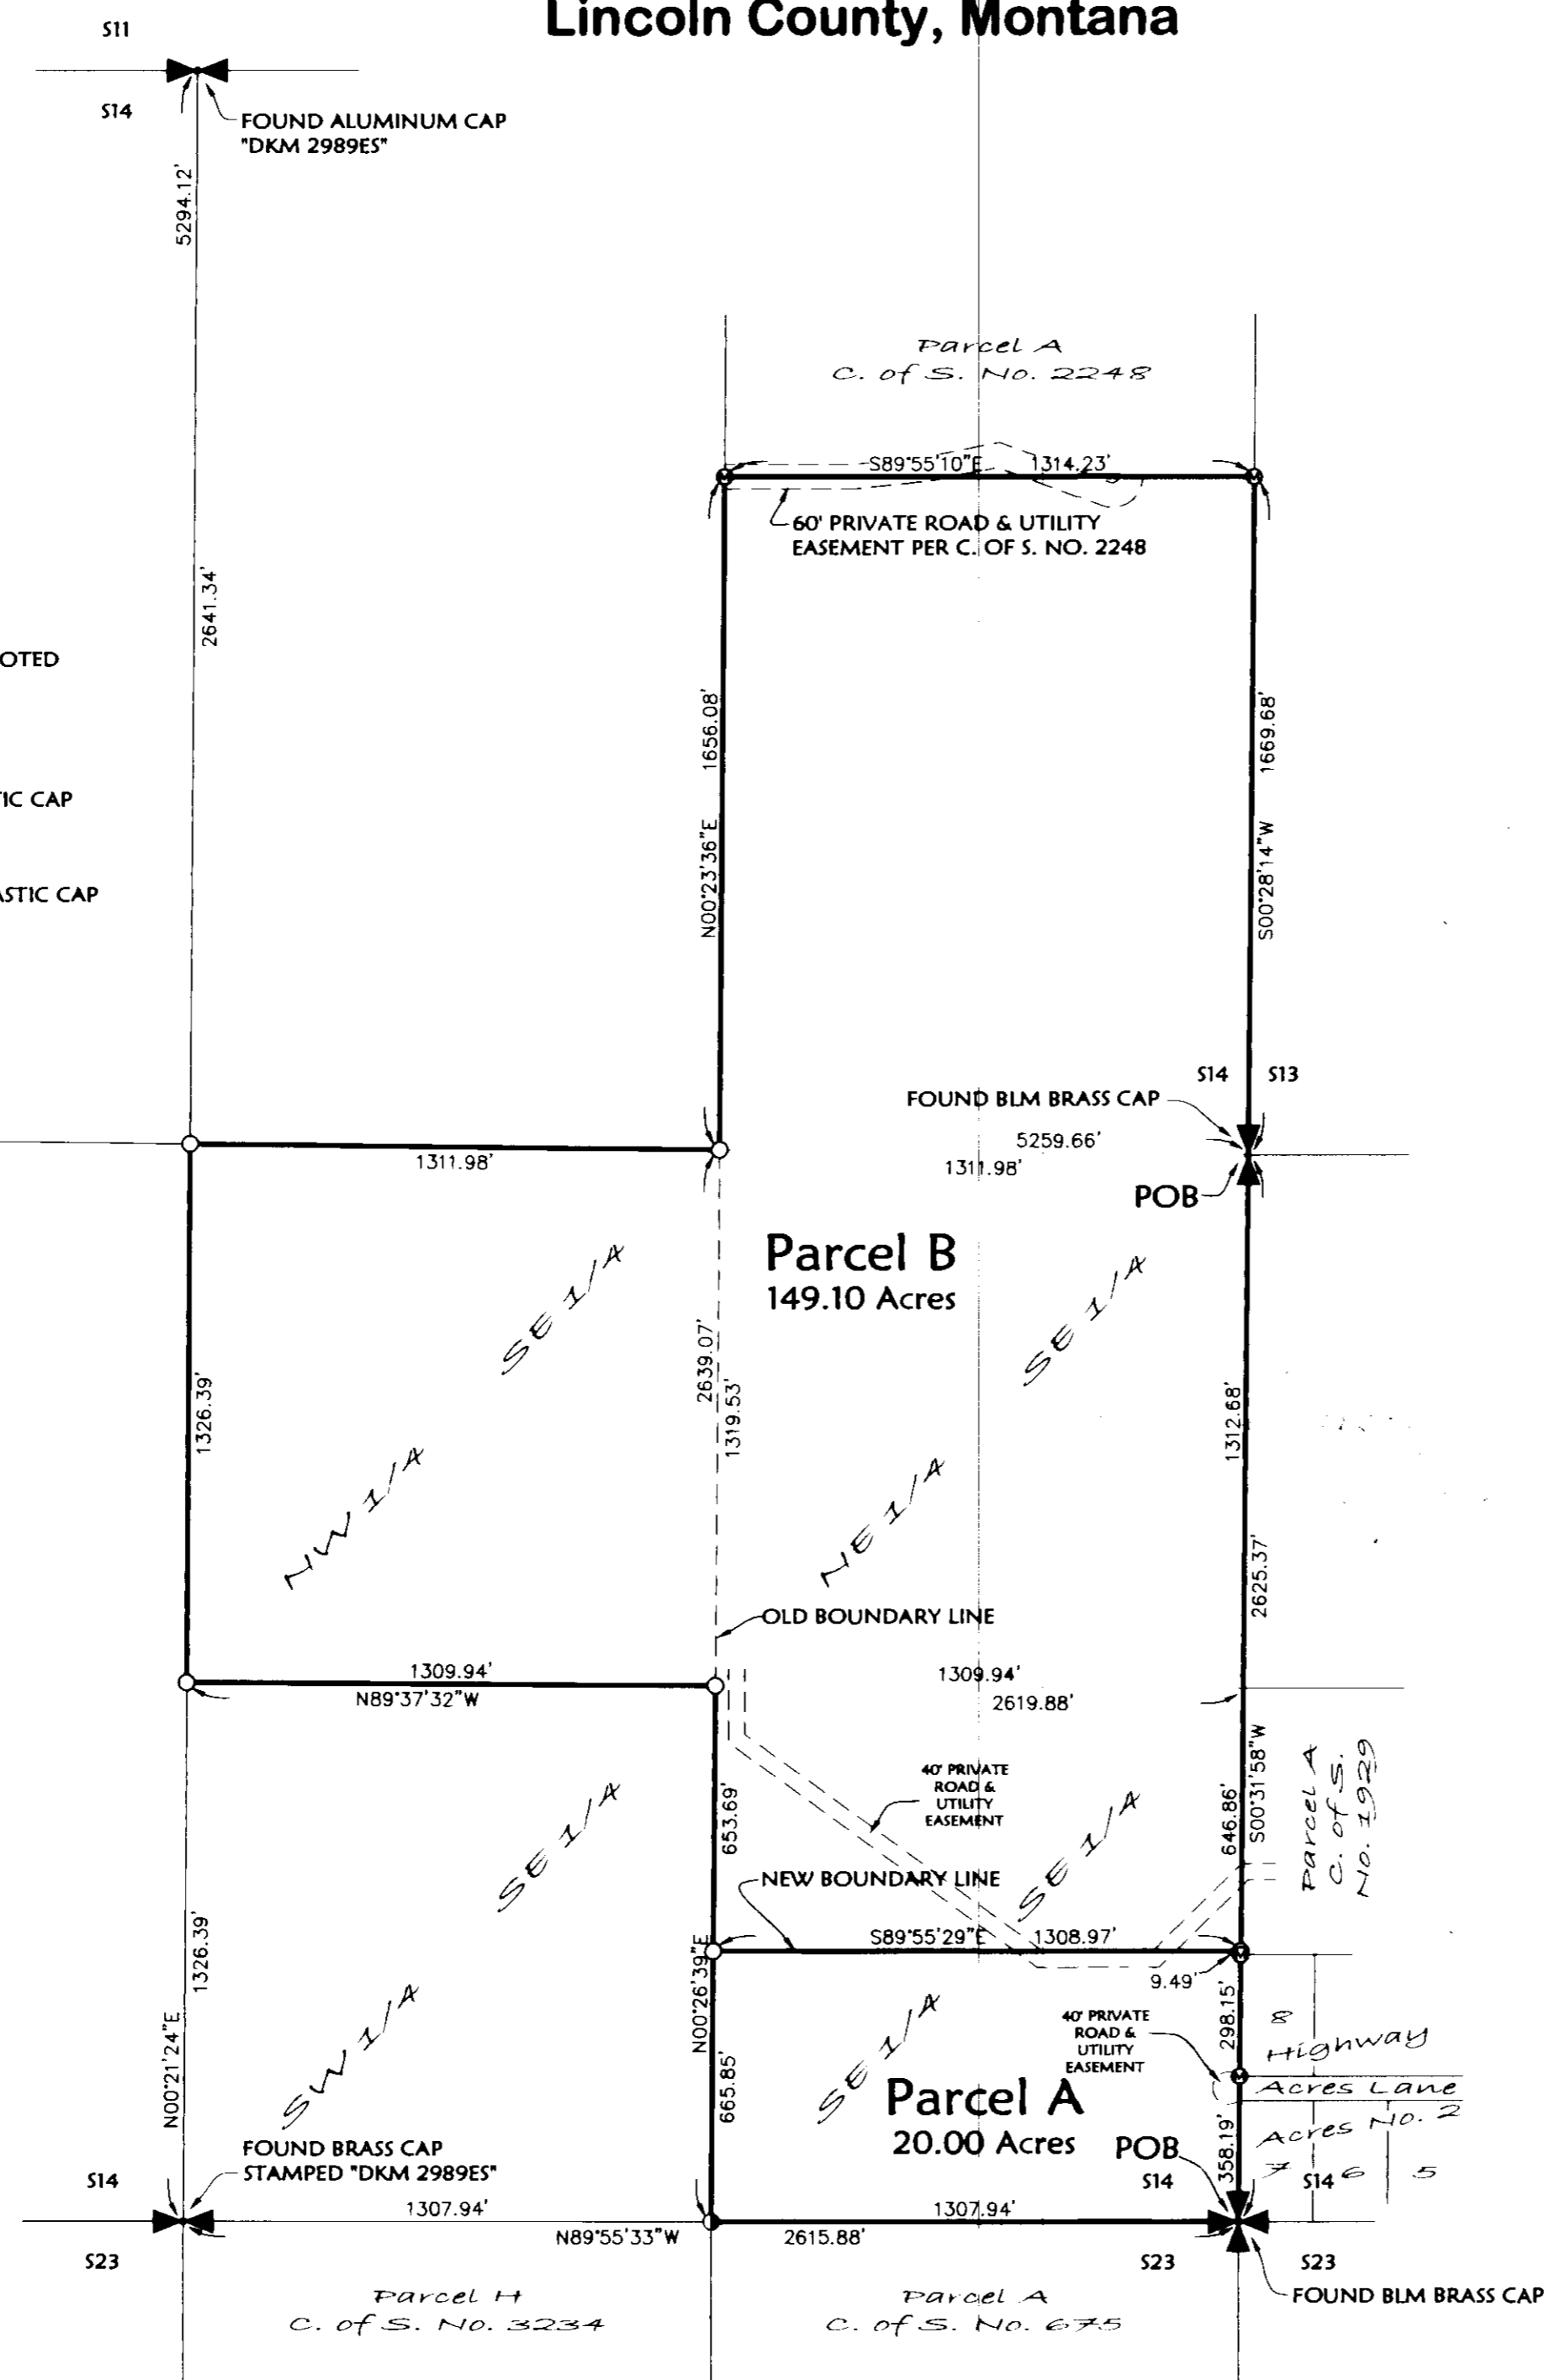 Lincoln County, Montana
S11
S14
FOUND ALUMINUM CAP
"DKM 2989ES"
5294.12'
2641.34'
Parcel A
C. of S. No. 2248
S89°55'10"E 1314.23'
60' PRIVATE ROAD & UTILITY
EASEMENT PER C. OF S. NO. 2248
OTED
IC CAP
ASTIC CAP
1656.08'
N00°23'36"E
1669.68'
S00°28'14"W
S14
S13
FOUND BLM BRASS CAP
5259.66'
1311.98'
1311.98'
POB
Parcel B
149.10 Acres
SE 1/A
SE 1/A
2639.07'
1319.53'
1326.39'
1312.68'
NW 1/A
NE 1/A
2625.37'
OLD BOUNDARY LINE
1309.94'
N89°37'32"W
1309.94'
2619.88'
S00°31'58"W
Parcel A
C. of S.
No. 1929
40' PRIVATE
ROAD &
UTILITY
EASEMENT
653.69'
646.86'
SE 1/A
SE 1/A
NEW BOUNDARY LINE
S89°55'29"E 1308.97'
9.49'
N00°26'39"E
1326.39'
N00°21'24"E
298.15'
40' PRIVATE
ROAD &
UTILITY
EASEMENT
8
Highway
Acres Lane
Acres No. 2
7 6 5
SW 1/A
SE 1/A
665.85'
Parcel A
20.00 Acres
358.19'
POB
S14
S14
FOUND BRASS CAP
STAMPED "DKM 2989ES"
S14
1307.94'
1307.94'
N89°55'33"W
2615.88'
S23
S23
S23
FOUND BLM BRASS CAP
Parcel H
C. of S. No. 3234
Parcel A
C. of S. No. 675